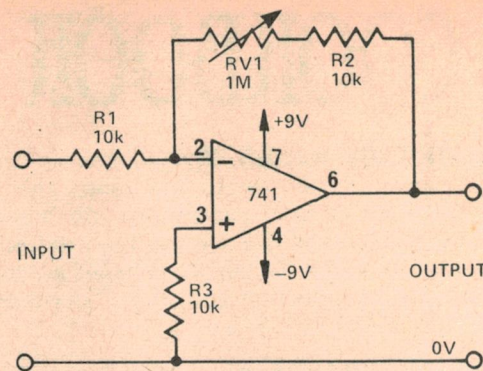 RV1
1M
R2
10k
R1
10k
+9V
2
−
7
6
741
3
+
4
−9V
INPUT
R3
10k
OUTPUT
0V